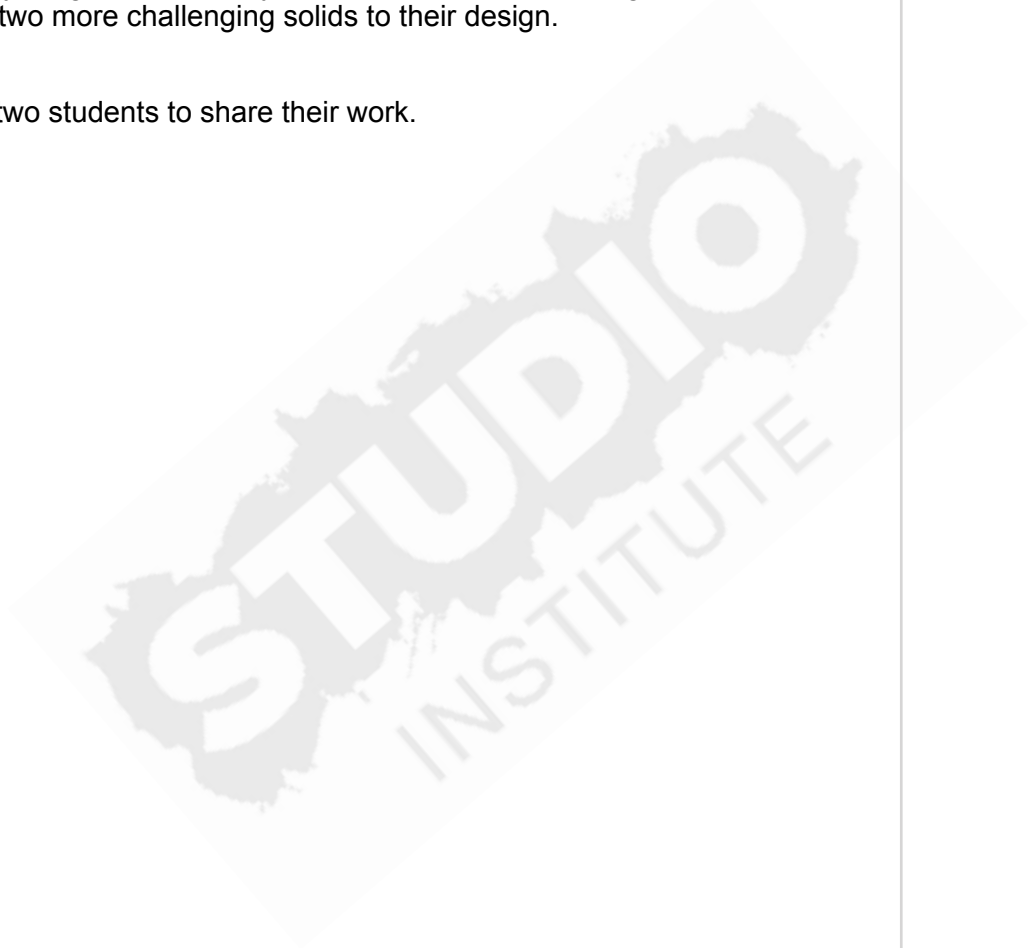 two more challenging solids to their design.
two students to share their work.
STUDIO
INSTITUTE